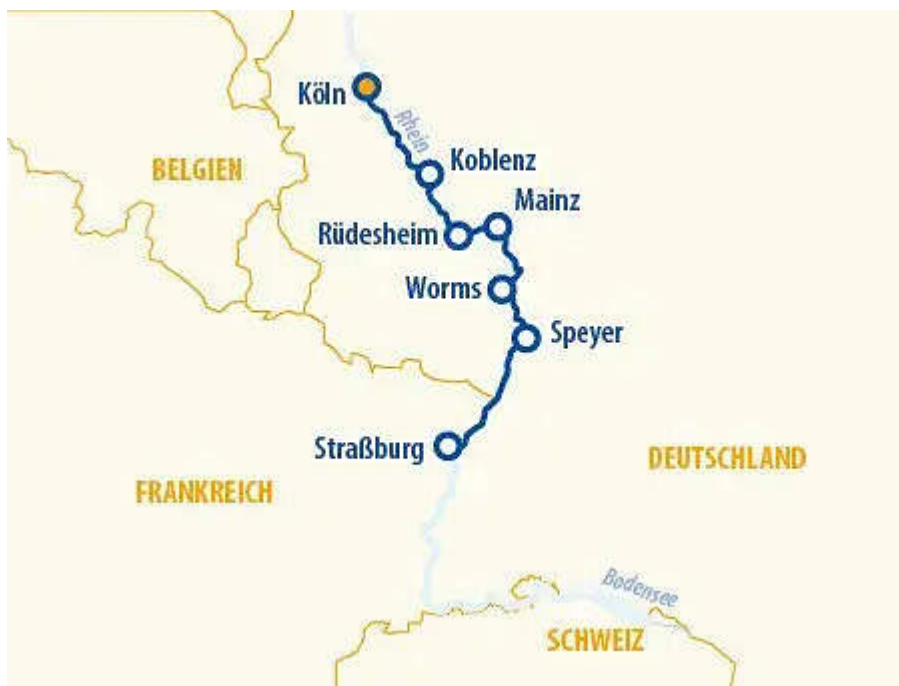 Köln
Rhein
Koblenz
BELGIEN
Mainz
Rüdesheim
Worms
Speyer
Straßburg
DEUTSCHLAND
FRANKREICH
Bodensee
SCHWEIZ